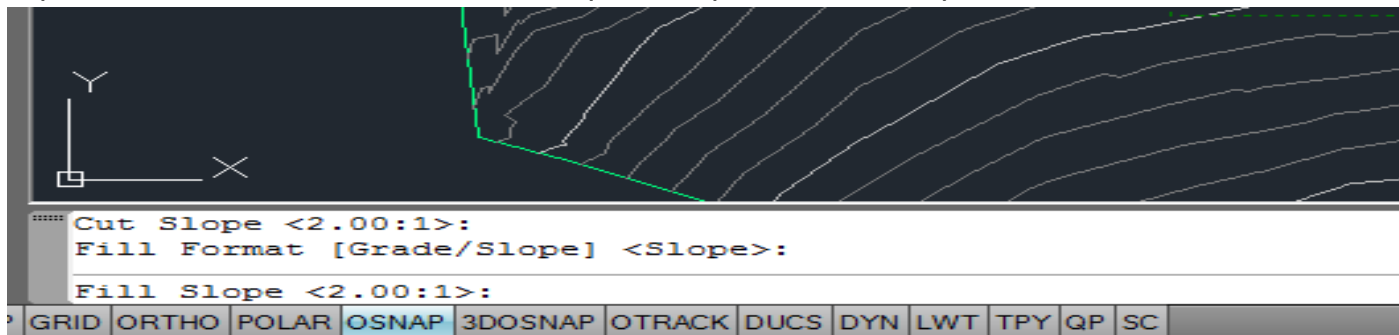 Y
X
Cut Slope <2.00:1>:
Fill Format [Grade/Slope] <Slope>:
Fill Slope <2.00:1>:
GRID ORTHO POLAR OSNAP 3DOSNAP OTRACK DUCS DYN LWT TPY QP SC